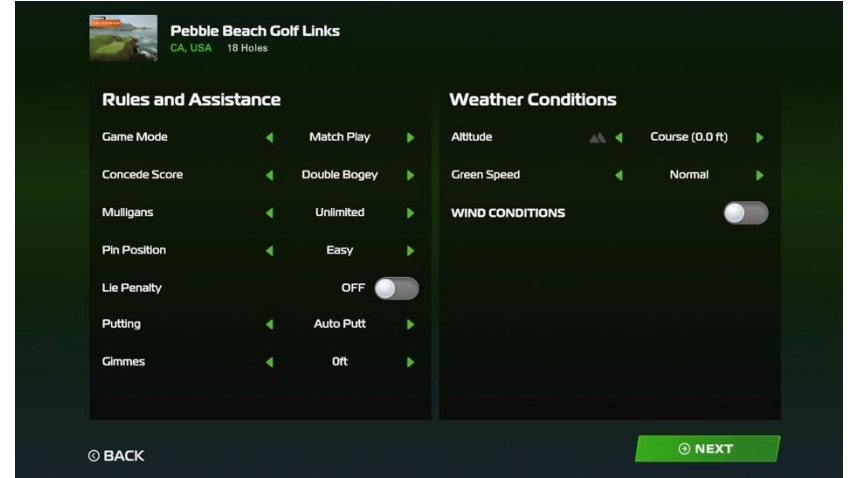 Pebble Beach Golf Links
CA, USA 18 Holes
Rules and Assistance
Game Mode Match Play
Concede Score Double Bogey
Mulligans Unlimited
Pin Position Easy
Lie Penalty OFF
Putting Auto Putt
Gimmes 0ft
Weather Conditions
Altitude Course (0.0 ft)
Green Speed Normal
WIND CONDITIONS
BACK
NEXT